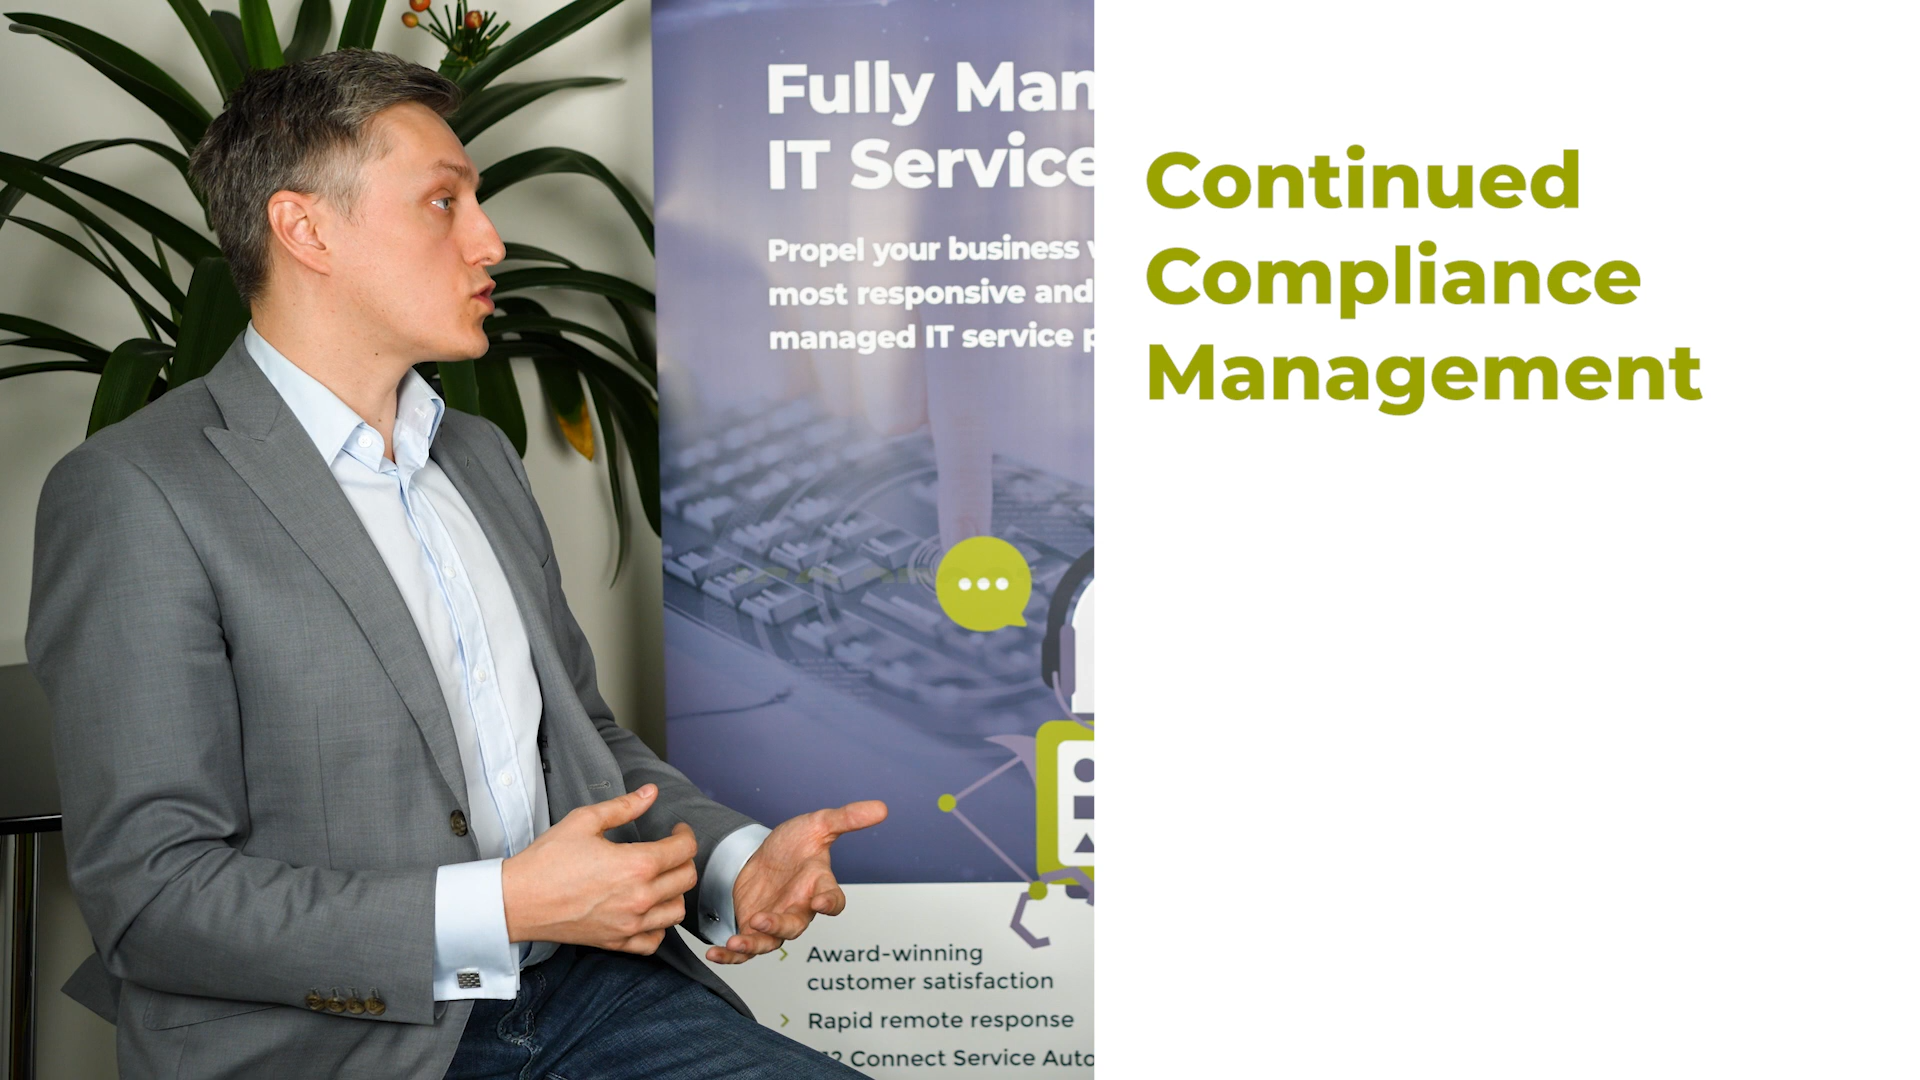 Fully Man
IT Service
Propel your business
most responsive and
managed IT service p
Award-winning
customer satisfaction
Rapid remote response
12 Connect Service Auto
Continued
Compliance
Management